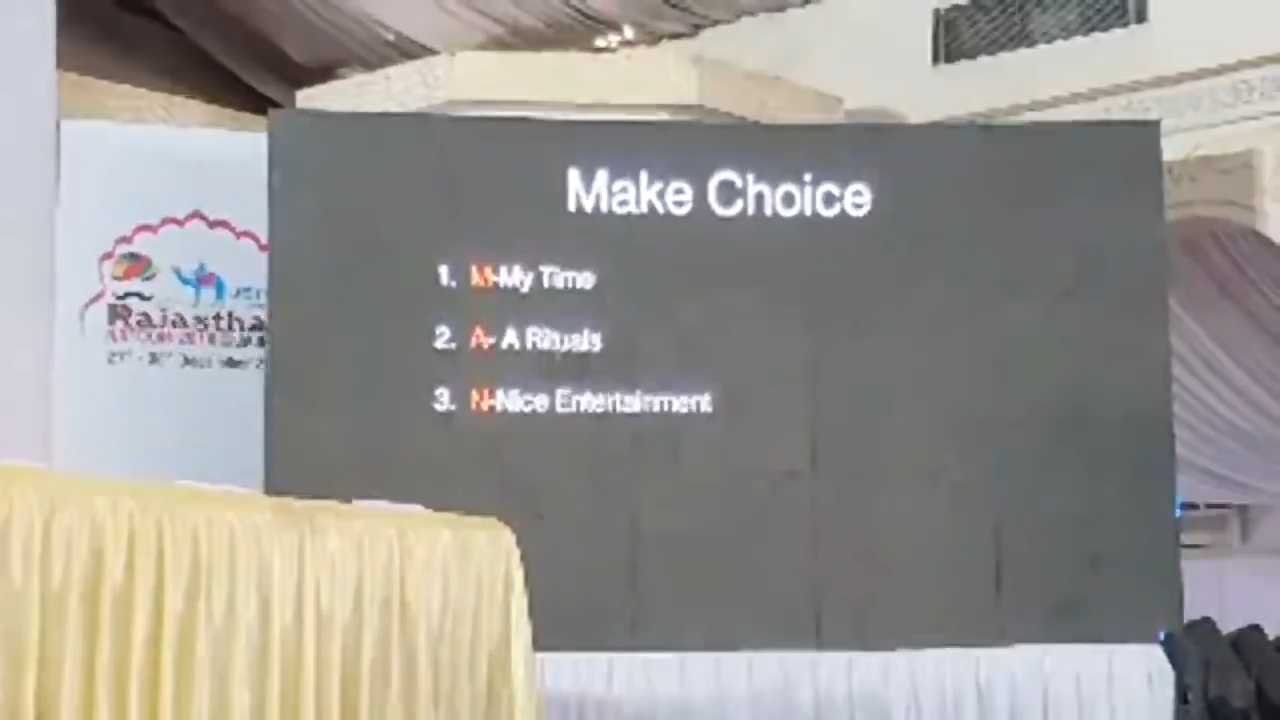 Make Choice
1. M-My Time
2. A- A Rituals
3. N-Nice Entertainment
Rajastha